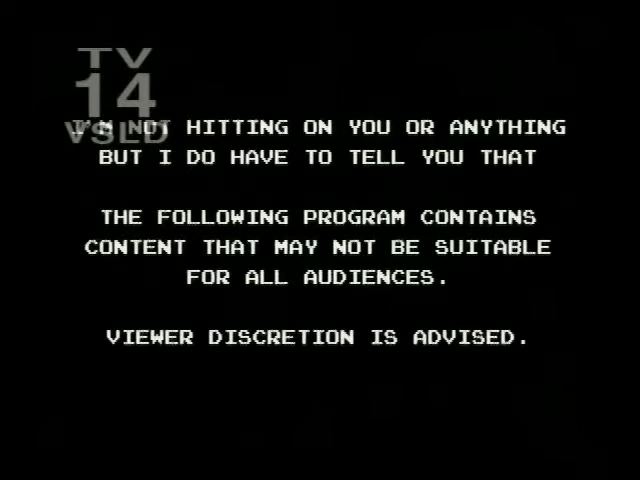 TV
14
VSLD
I'M NOT HITTING ON YOU OR ANYTHING
BUT I DO HAVE TO TELL YOU THAT
THE FOLLOWING PROGRAM CONTAINS
CONTENT THAT MAY NOT BE SUITABLE
FOR ALL AUDIENCES.
VIEWER DISCRETION IS ADVISED.